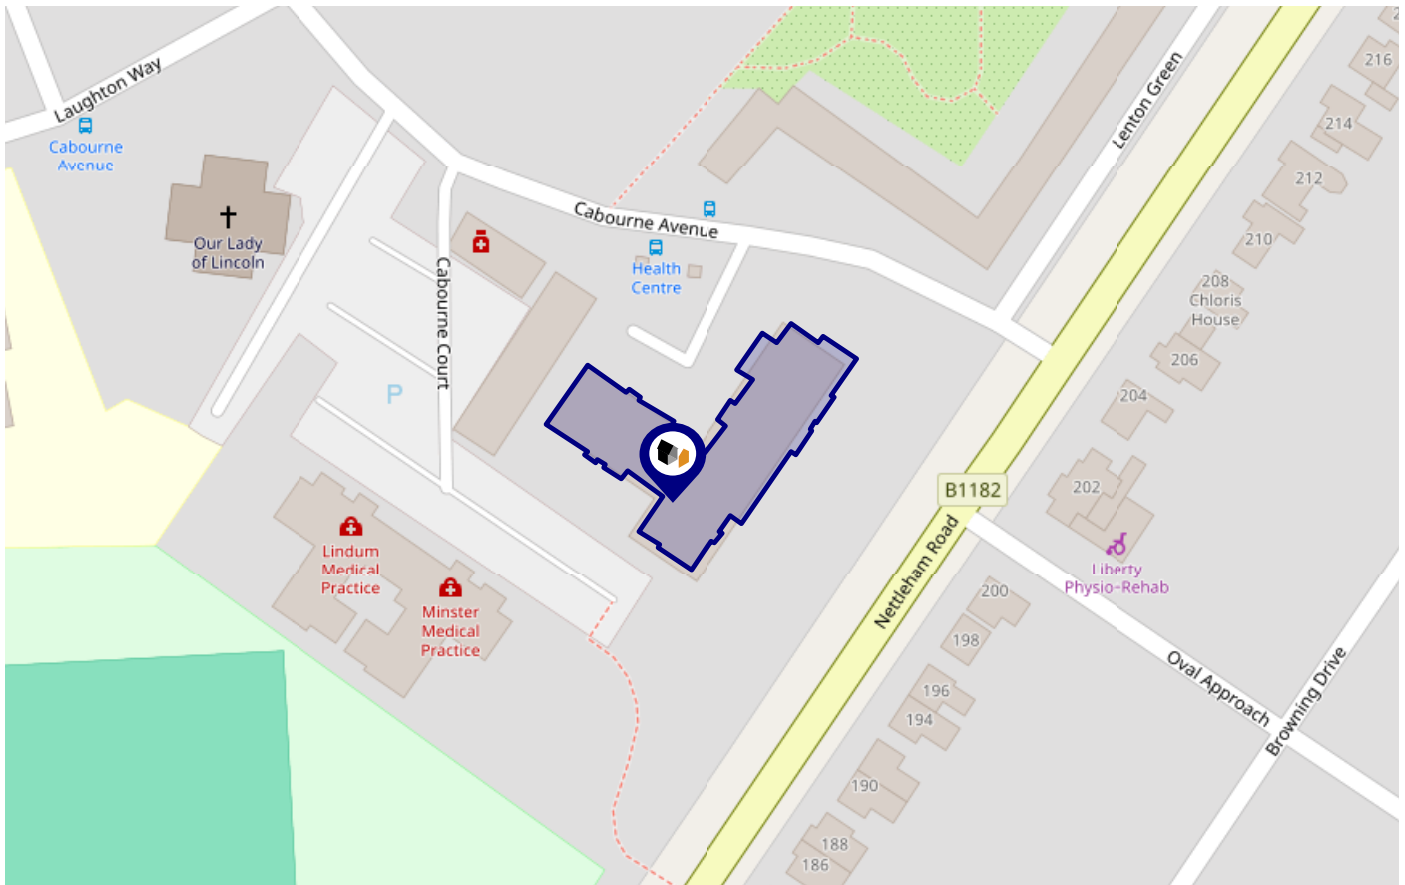 216
Laughton Way
Lenton Green
214
Cabourne
Avenue
212
Cabourne Avenue
210
Our Lady
of Lincoln
Health
Centre
Cabourne Court
208
Chloris
House
206
P
204
202
B1182
Nettleham Road
Lindum
Medical
Practice
Liberty
Physio-Rehab
200
Minster
Medical
Practice
198
Oval Approach
Browning Drive
196
194
190
188
186